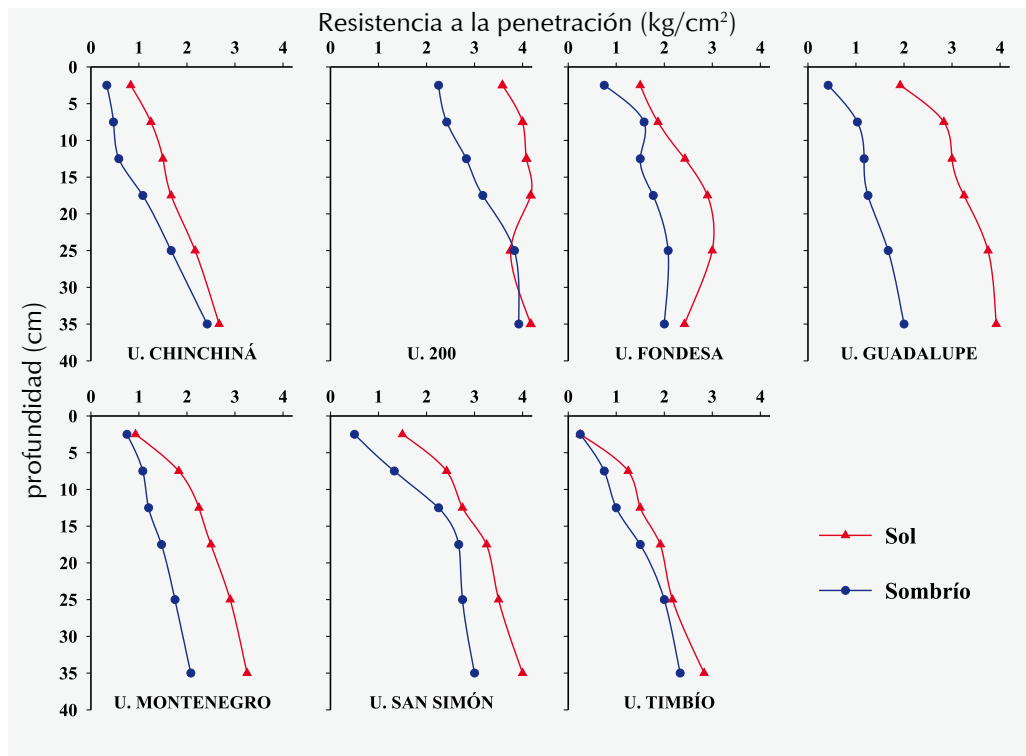 Resistencia a la penetración (kg/cm²)
0 1 2 3 4 0 1 2 3 4 0 1 2 3 4 0 1 2 3 4
0
5
10
15
20
25
30
35
40
U. CHINCHINÁ U. 200 U. FONDESA U. GUADALUPE
profundidad (cm)
0 1 2 3 4 0 1 2 3 4 0 1 2 3 4
0
5
10
15
20
25
30
35
40
U. MONTENEGRO U. SAN SIMÓN U. TIMBÍO
Sol
Sombrío